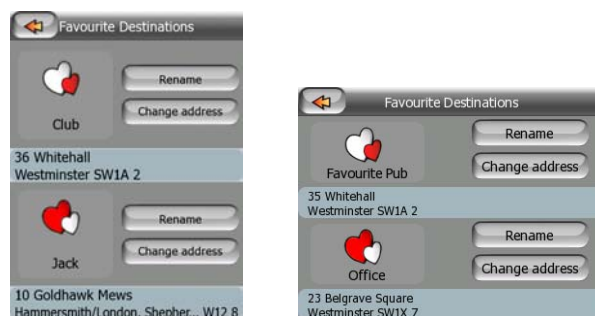 Favourite Destinations
Rename
Change address
Club
36 Whitehall
Westminster SW1A 2
Rename
Change address
Jack
10 Goldhawk Mews
Hammersmith/London, Shepher... W12 8
Favourite Destinations
Rename
Change address
Favourite Pub
35 Whitehall
Westminster SW1A 2
Rename
Change address
Office
23 Belgrave Square
Westminster SW1X 7